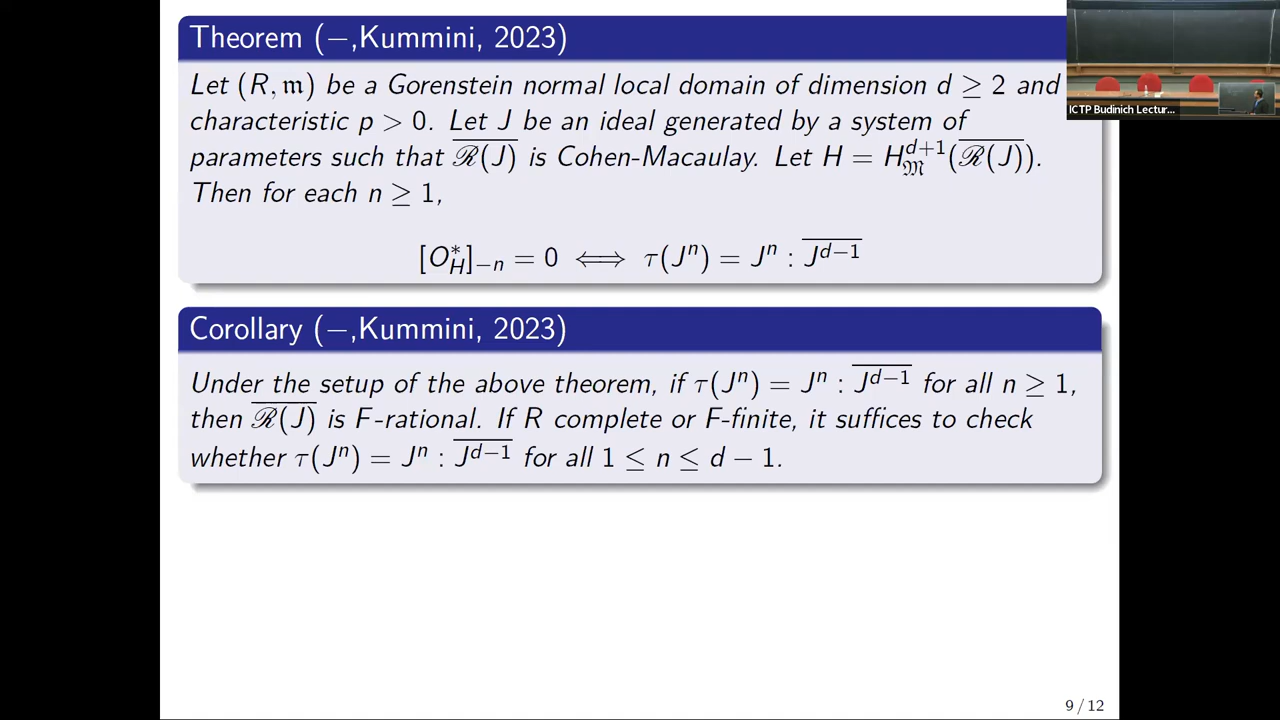 Theorem (−,Kummini, 2023)
Let (R, 𝔪) be a Gorenstein normal local domain of dimension d ≥ 2 and
characteristic p > 0. Let J be an ideal generated by a system of
parameters such that \overline{ℛ(J)} is Cohen-Macaulay. Let H = H^{d+1}_{𝔐}(\overline{ℛ(J)}).
Then for each n ≥ 1,
[O^*_H]_{−n} = 0 ⟺ τ(J^n) = J^n : \overline{J^{d−1}}
Corollary (−,Kummini, 2023)
Under the setup of the above theorem, if τ(J^n) = J^n : \overline{J^{d−1}} for all n ≥ 1,
then \overline{ℛ(J)} is F-rational. If R complete or F-finite, it suffices to check
whether τ(J^n) = J^n : \overline{J^{d−1}} for all 1 ≤ n ≤ d − 1.
9 / 12
ICTP Budinich Lectur...